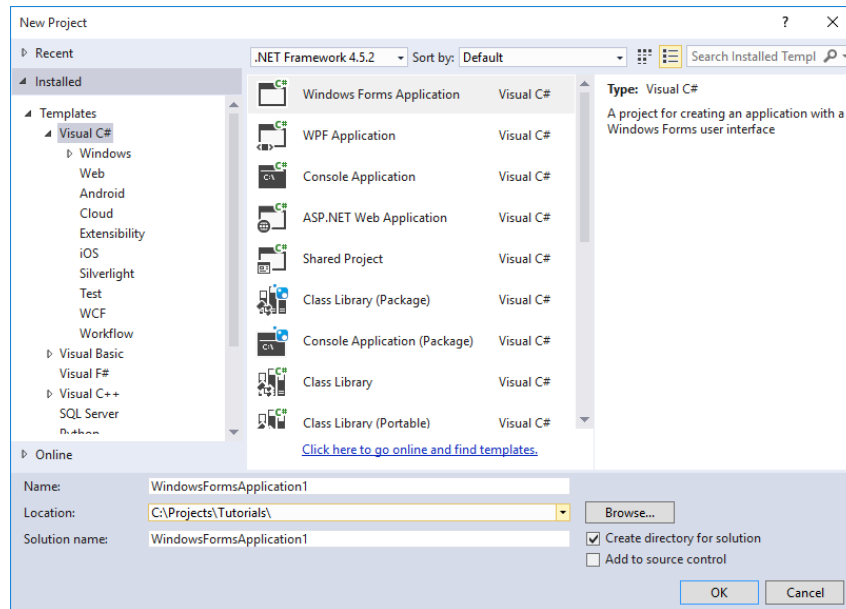 New Project
Recent
.NET Framework 4.5.2
Sort by: Default
Search Installed Templ
Installed
Templates
Visual C#
Windows
Web
Android
Cloud
Extensibility
iOS
Silverlight
Test
WCF
Workflow
Visual Basic
Visual F#
Visual C++
SQL Server
Python
Online
Windows Forms Application Visual C#
WPF Application Visual C#
Console Application Visual C#
ASP.NET Web Application Visual C#
Shared Project Visual C#
Class Library (Package) Visual C#
Console Application (Package) Visual C#
Class Library Visual C#
Class Library (Portable) Visual C#
Click here to go online and find templates.
Type: Visual C#
A project for creating an application with a
Windows Forms user interface
Name: WindowsFormsApplication1
Location: C:\Projects\Tutorials\
Browse...
Solution name: WindowsFormsApplication1
Create directory for solution
Add to source control
OK
Cancel